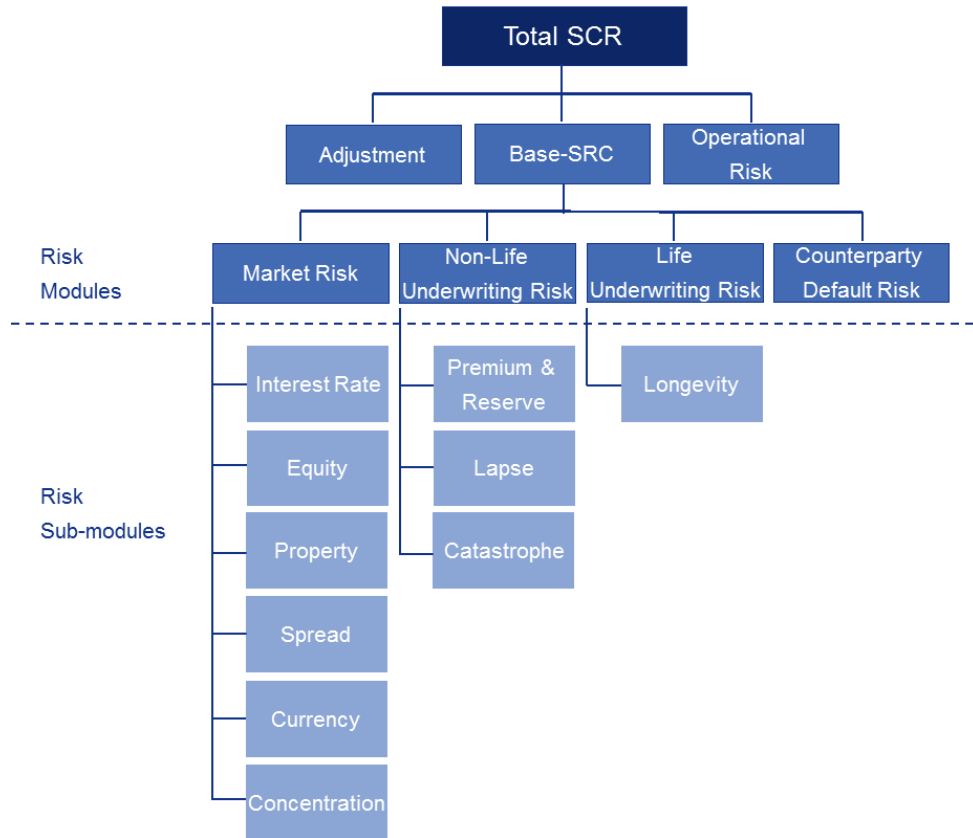 Total SCR
Adjustment
Base-SRC
Operational
Risk
Risk
Modules
Market Risk
Non-Life
Underwriting Risk
Life
Underwriting Risk
Counterparty
Default Risk
Risk
Sub-modules
Interest Rate
Equity
Property
Spread
Currency
Concentration
Premium &
Reserve
Lapse
Catastrophe
Longevity